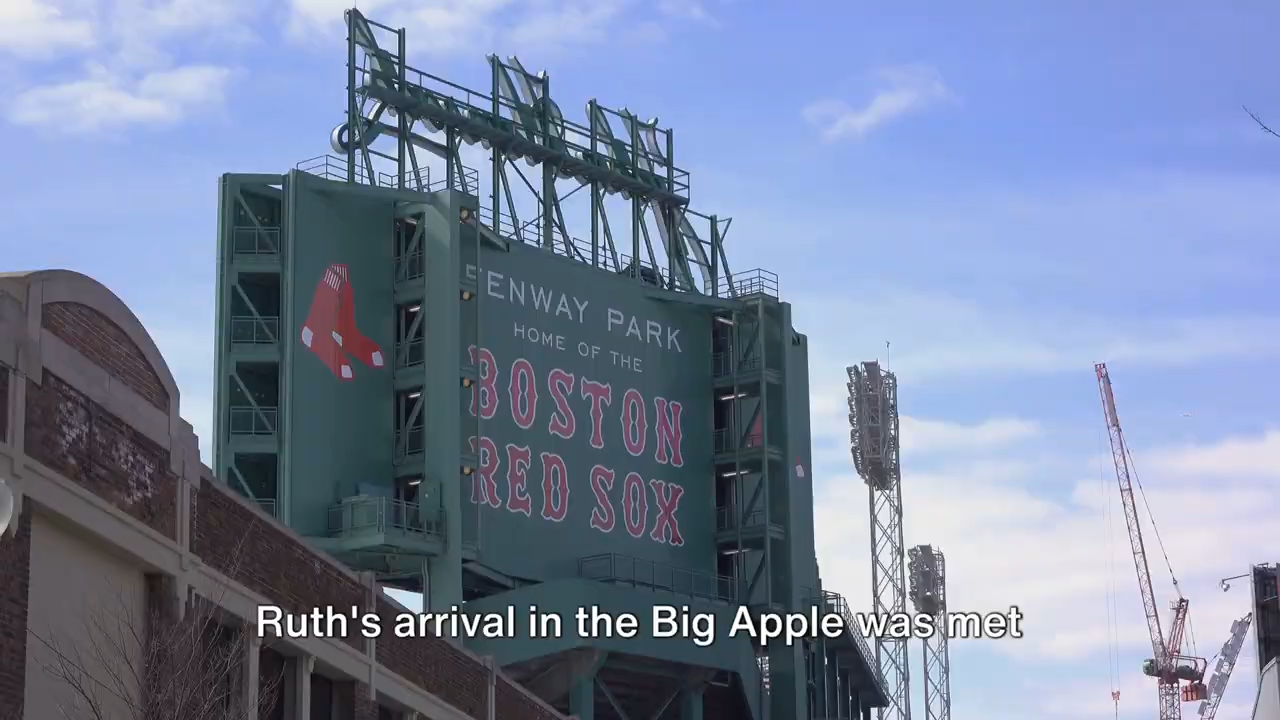 FENWAY PARK
HOME OF THE
BOSTON
RED SOX
Ruth's arrival in the Big Apple was met